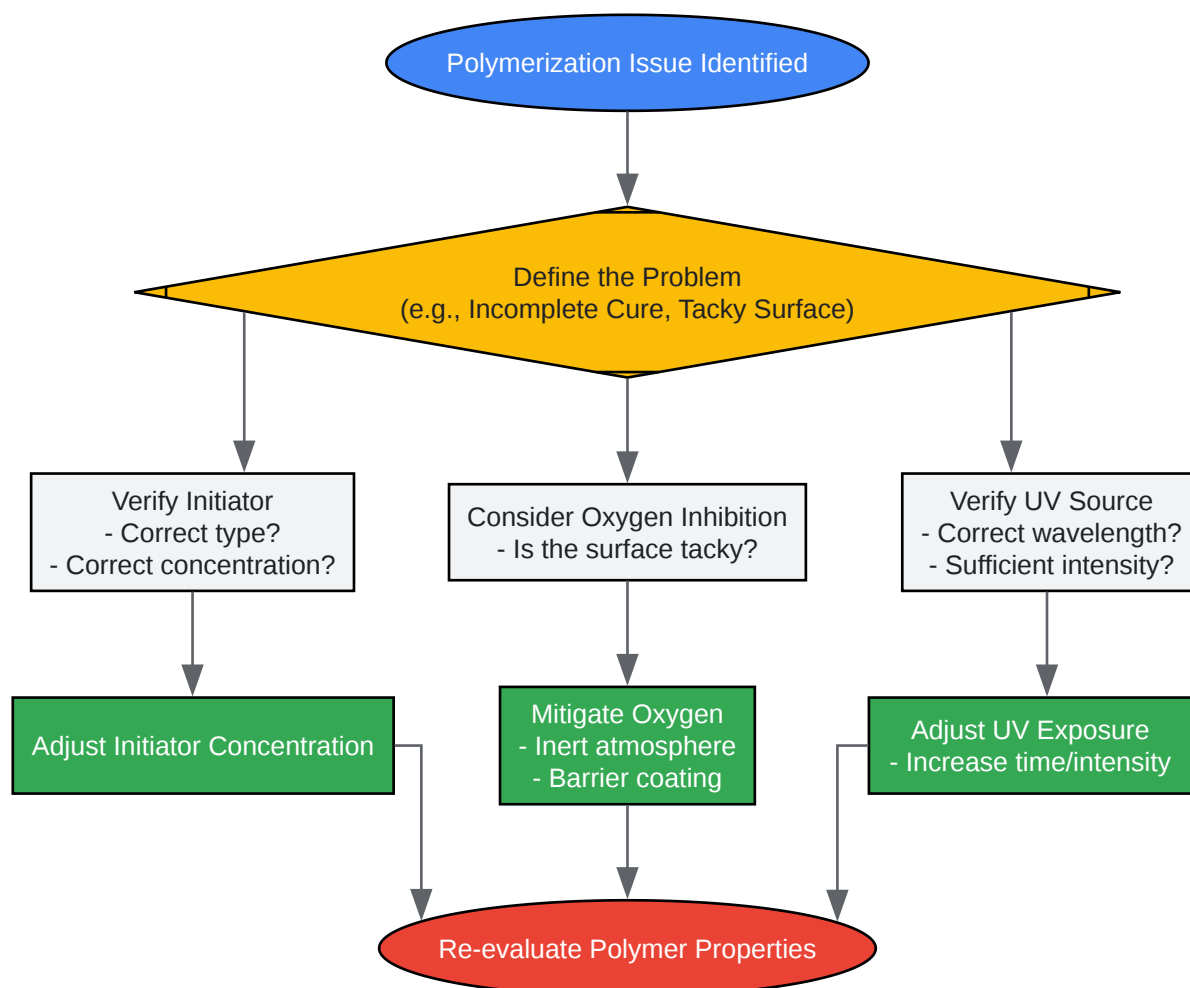 Polymerization Issue Identified
Define the Problem
(e.g., Incomplete Cure, Tacky Surface)
Verify Initiator
- Correct type?
- Correct concentration?
Consider Oxygen Inhibition
- Is the surface tacky?
Verify UV Source
- Correct wavelength?
- Sufficient intensity?
Adjust Initiator Concentration
Mitigate Oxygen
- Inert atmosphere
- Barrier coating
Adjust UV Exposure
- Increase time/intensity
Re-evaluate Polymer Properties